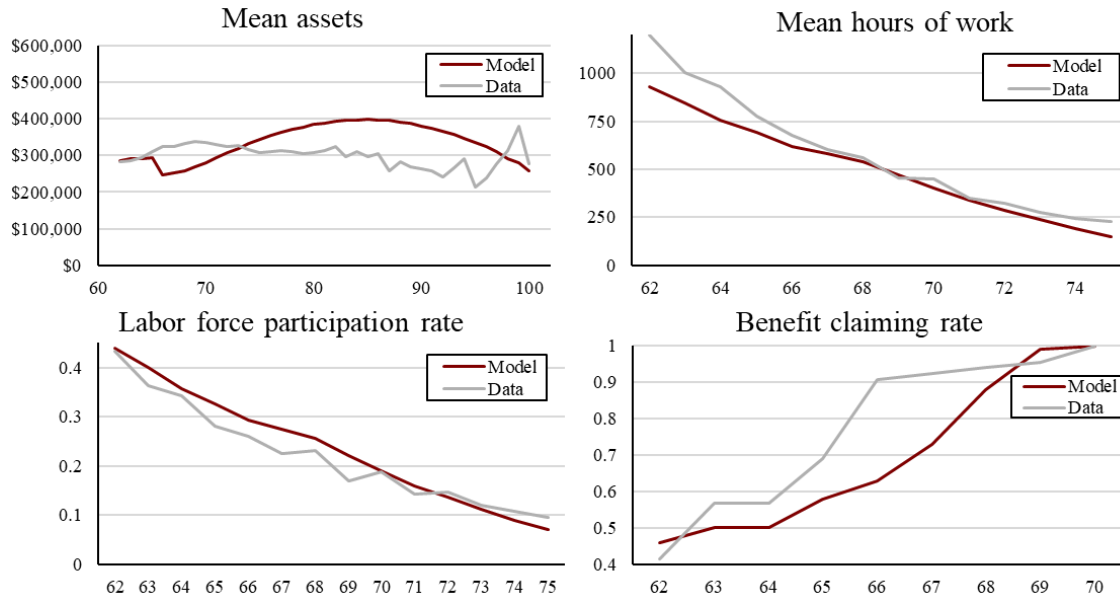 Mean assets
$600,000
$500,000
$400,000
$300,000
$200,000
$100,000
$0
Model
Data
60 70 80 90 100
Mean hours of work
1000
750
500
250
0
Model
Data
62 64 66 68 70 72 74
Labor force participation rate
0.4
0.3
0.2
0.1
0
Model
Data
62 63 64 65 66 67 68 69 70 71 72 73 74 75
Benefit claiming rate
1
0.9
0.8
0.7
0.6
0.5
0.4
Model
Data
62 63 64 65 66 67 68 69 70